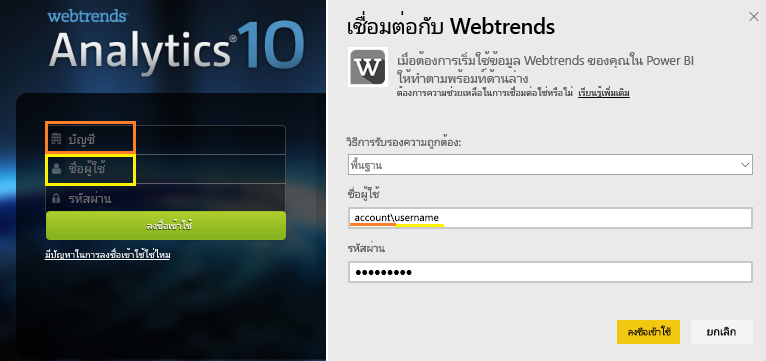 webtrends
Analytics® 10
บัญชี
ชื่อผู้ใช้
รหัสผ่าน
ลงชื่อเข้าใช้
มีปัญหาในการลงชื่อเข้าใช้ใช่ไหม
เชื่อมต่อกับ Webtrends
W
เมื่อต้องการเริ่มใช้ข้อมูล Webtrends ของคุณใน Power BI
ให้ทำตามพร้อมท์ด้านล่าง
ต้องการความช่วยเหลือในการเชื่อมต่อใช่หรือไม่ เรียนรู้เพิ่มเติม
วิธีการรับรองความถูกต้อง:
พื้นฐาน
ชื่อผู้ใช้
account\username
รหัสผ่าน
ลงชื่อเข้าใช้ ยกเลิก